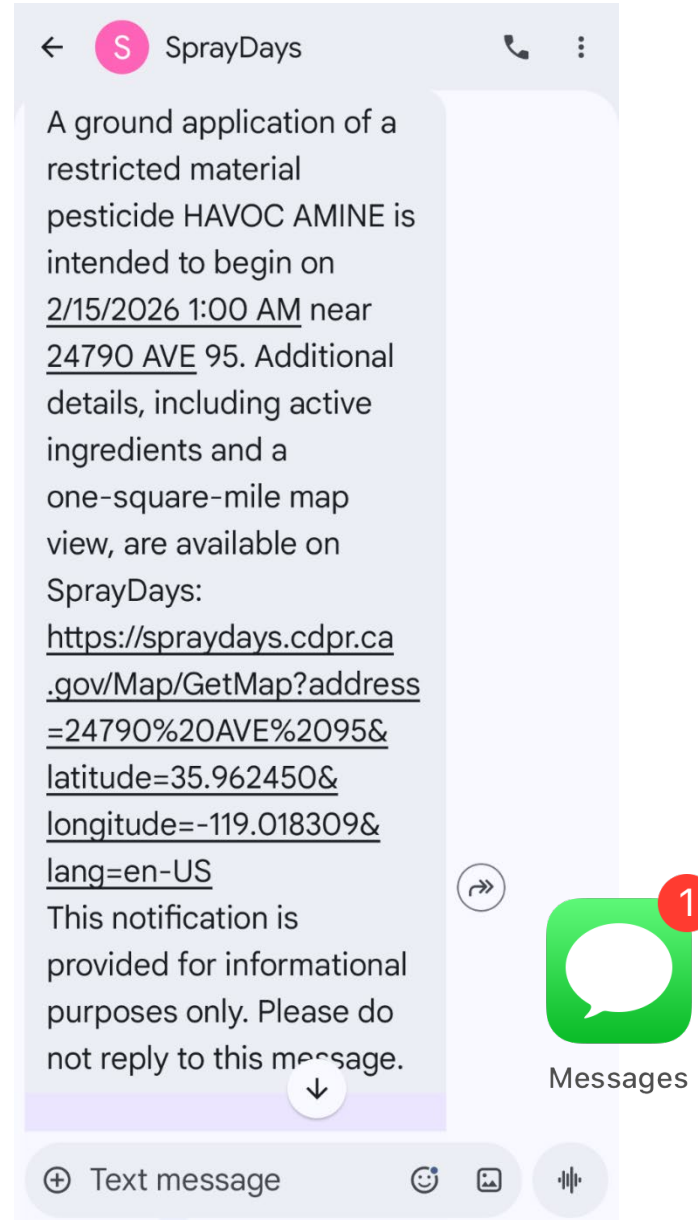 S SprayDays
A ground application of a
restricted material
pesticide HAVOC AMINE is
intended to begin on
2/15/2026 1:00 AM near
24790 AVE 95. Additional
details, including active
ingredients and a
one-square-mile map
view, are available on
SprayDays:
https://spraydays.cdpr.ca
.gov/Map/GetMap?address
=24790%20AVE%2095&
latitude=35.962450&
longitude=-119.018309&
lang=en-US
This notification is
provided for informational
purposes only. Please do
not reply to this message.
1
Messages
Text message